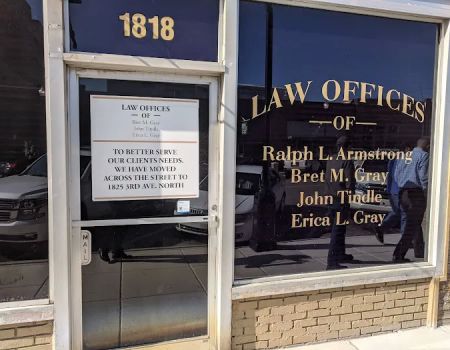 1818
LAW OFFICES
OF
Bret M. Gray
John Tindle
Erica L. Gray
TO BETTER SERVE
OUR CLIENTS NEEDS,
WE HAVE MOVED
ACROSS THE STREET TO
1825 3RD AVE. NORTH
MAIL
LAW OFFICES
OF
Ralph L. Armstrong
Bret M. Gray
John Tindle
Erica L. Gray